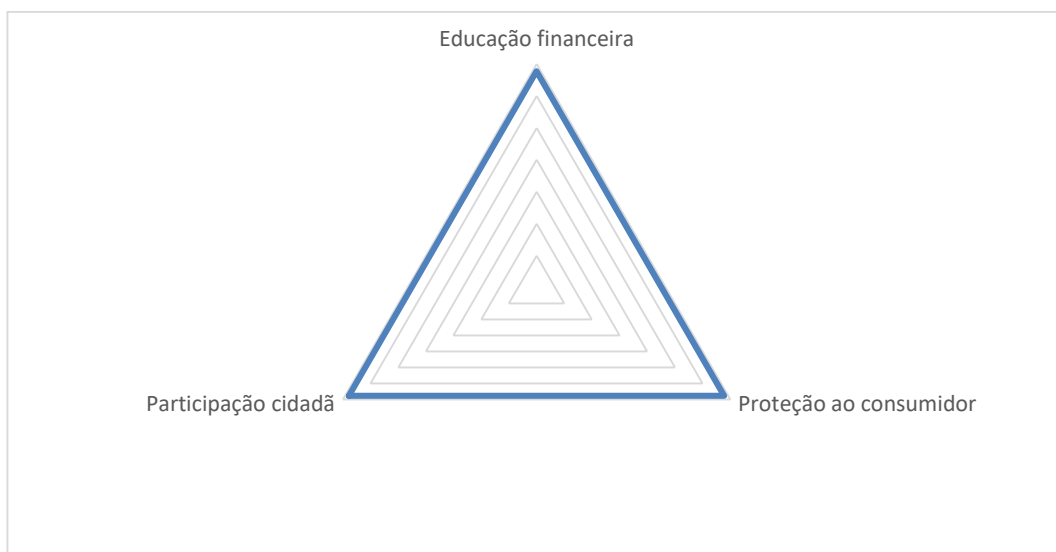 Educação financeira
Participação cidadã
Proteção ao consumidor